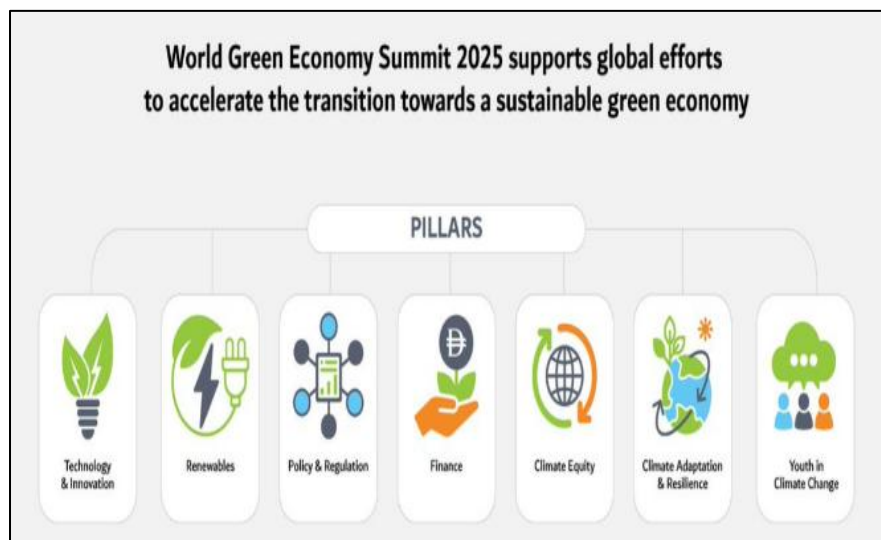 World Green Economy Summit 2025 supports global efforts
to accelerate the transition towards a sustainable green economy
PILLARS
Technology
& Innovation
Renewables
Policy & Regulation
Finance
Climate Equity
Climate Adaptation
& Resilience
Youth in
Climate Change